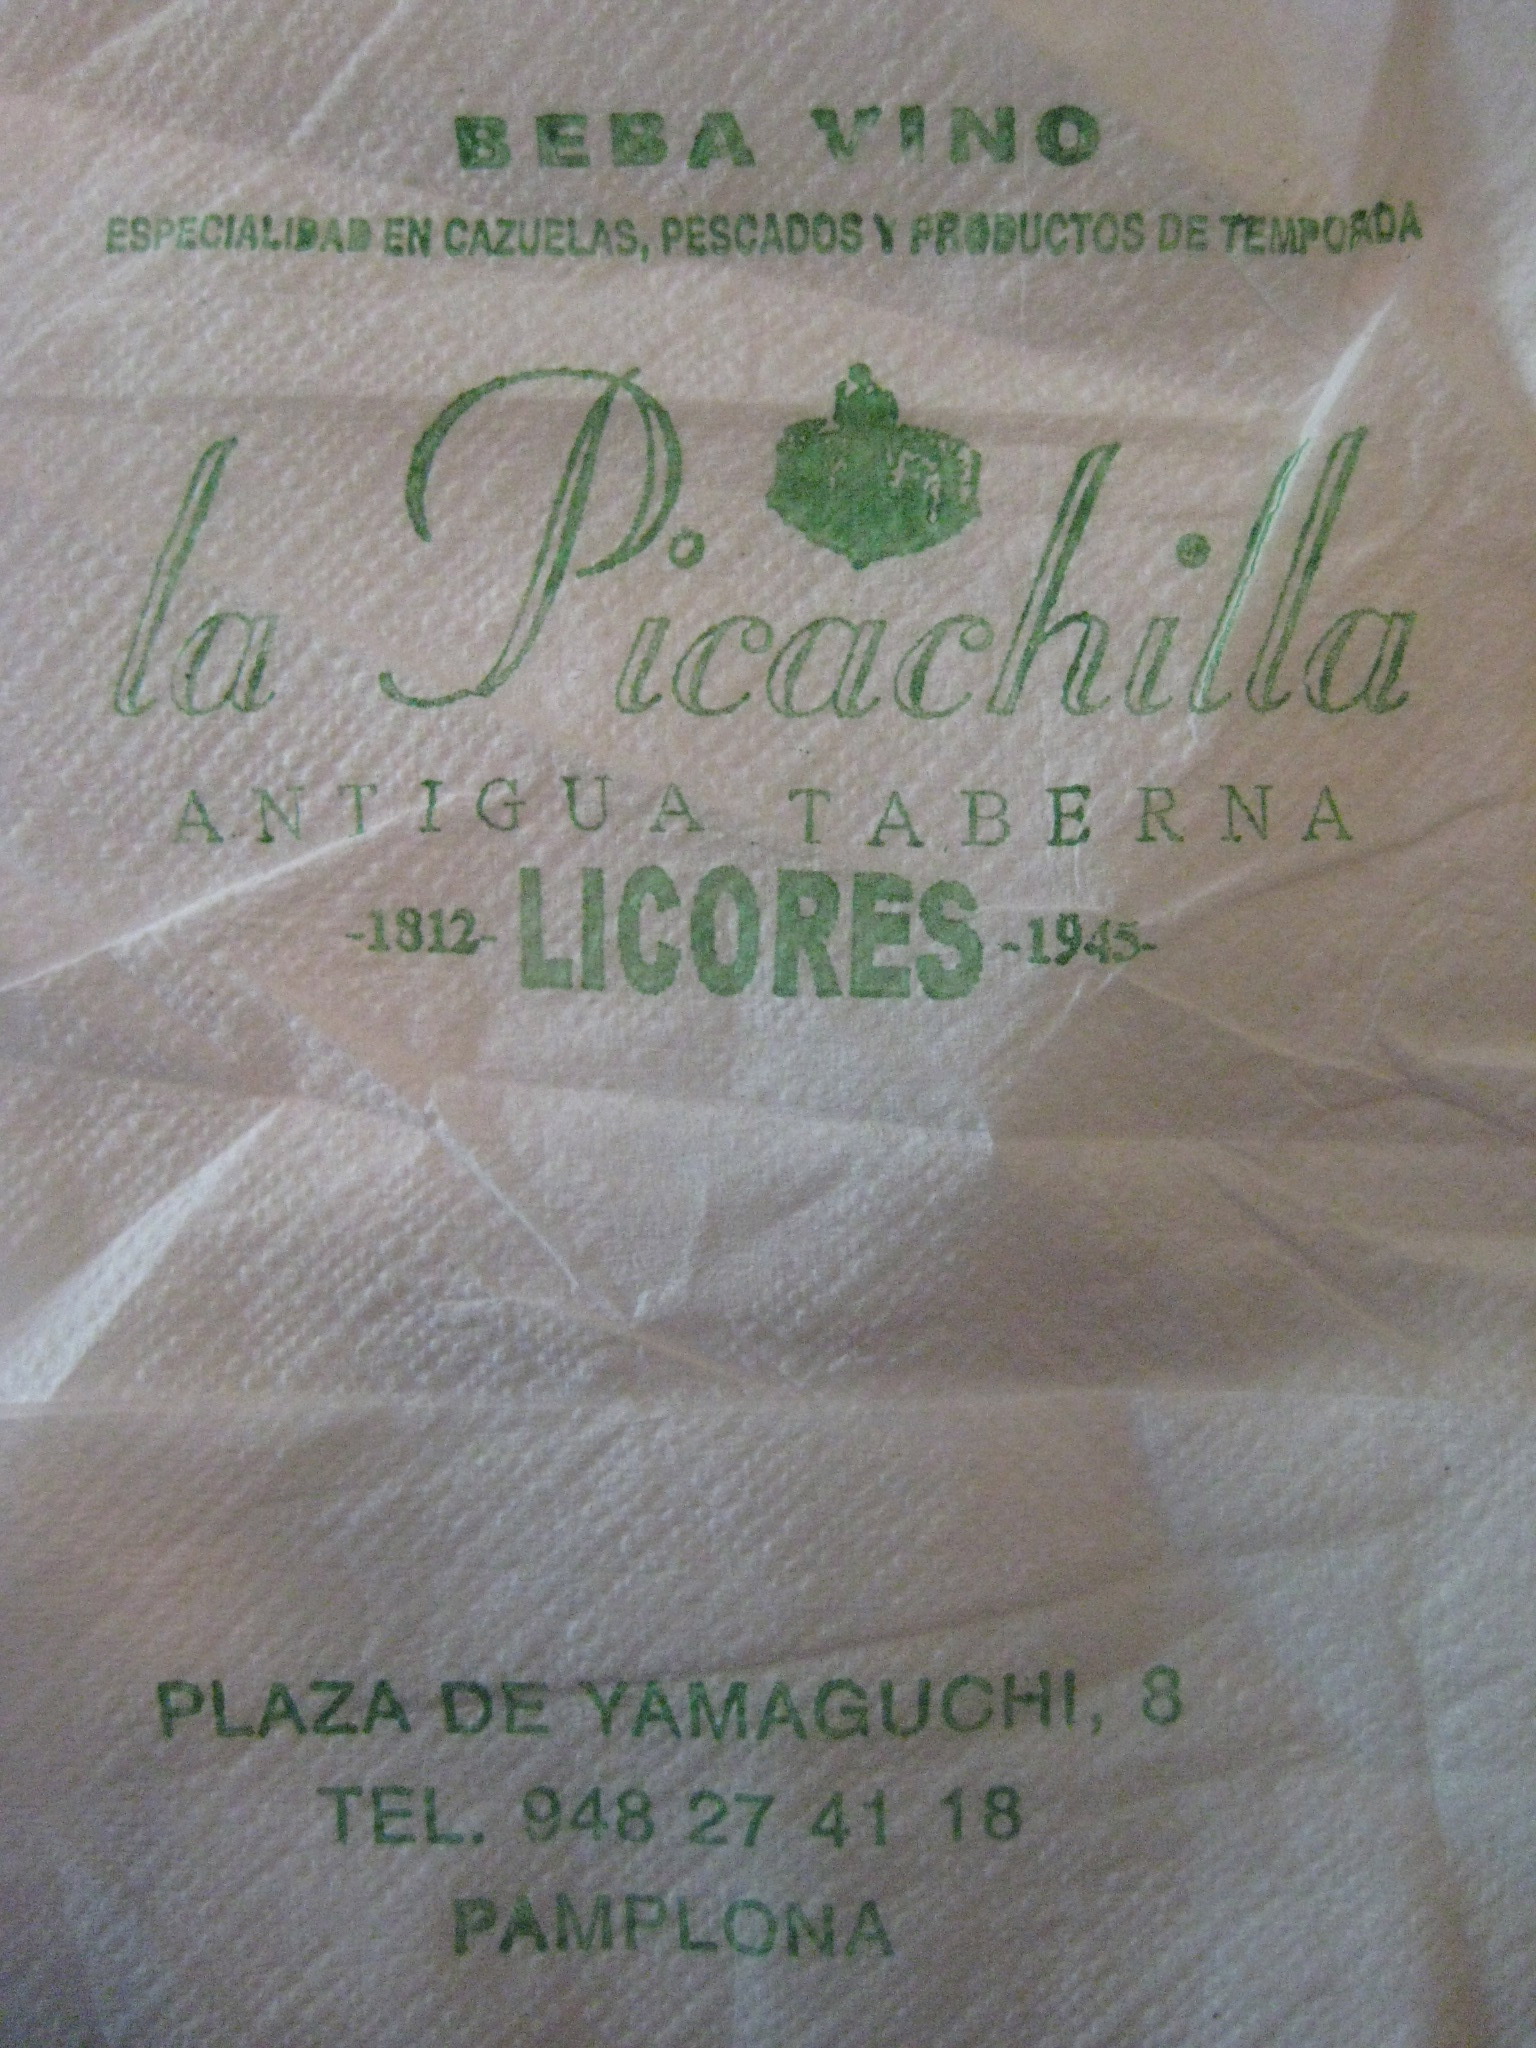 BEBA VINO
ESPECIALIDAD EN CAZUELAS, PESCADOS Y PRODUCTOS DE TEMPORADA
la Picachilla
ANTIGUA TABERNA
-1812- LICORES -1945-
PLAZA DE YAMAGUCHI, 8
TEL. 948 27 41 18
PAMPLONA